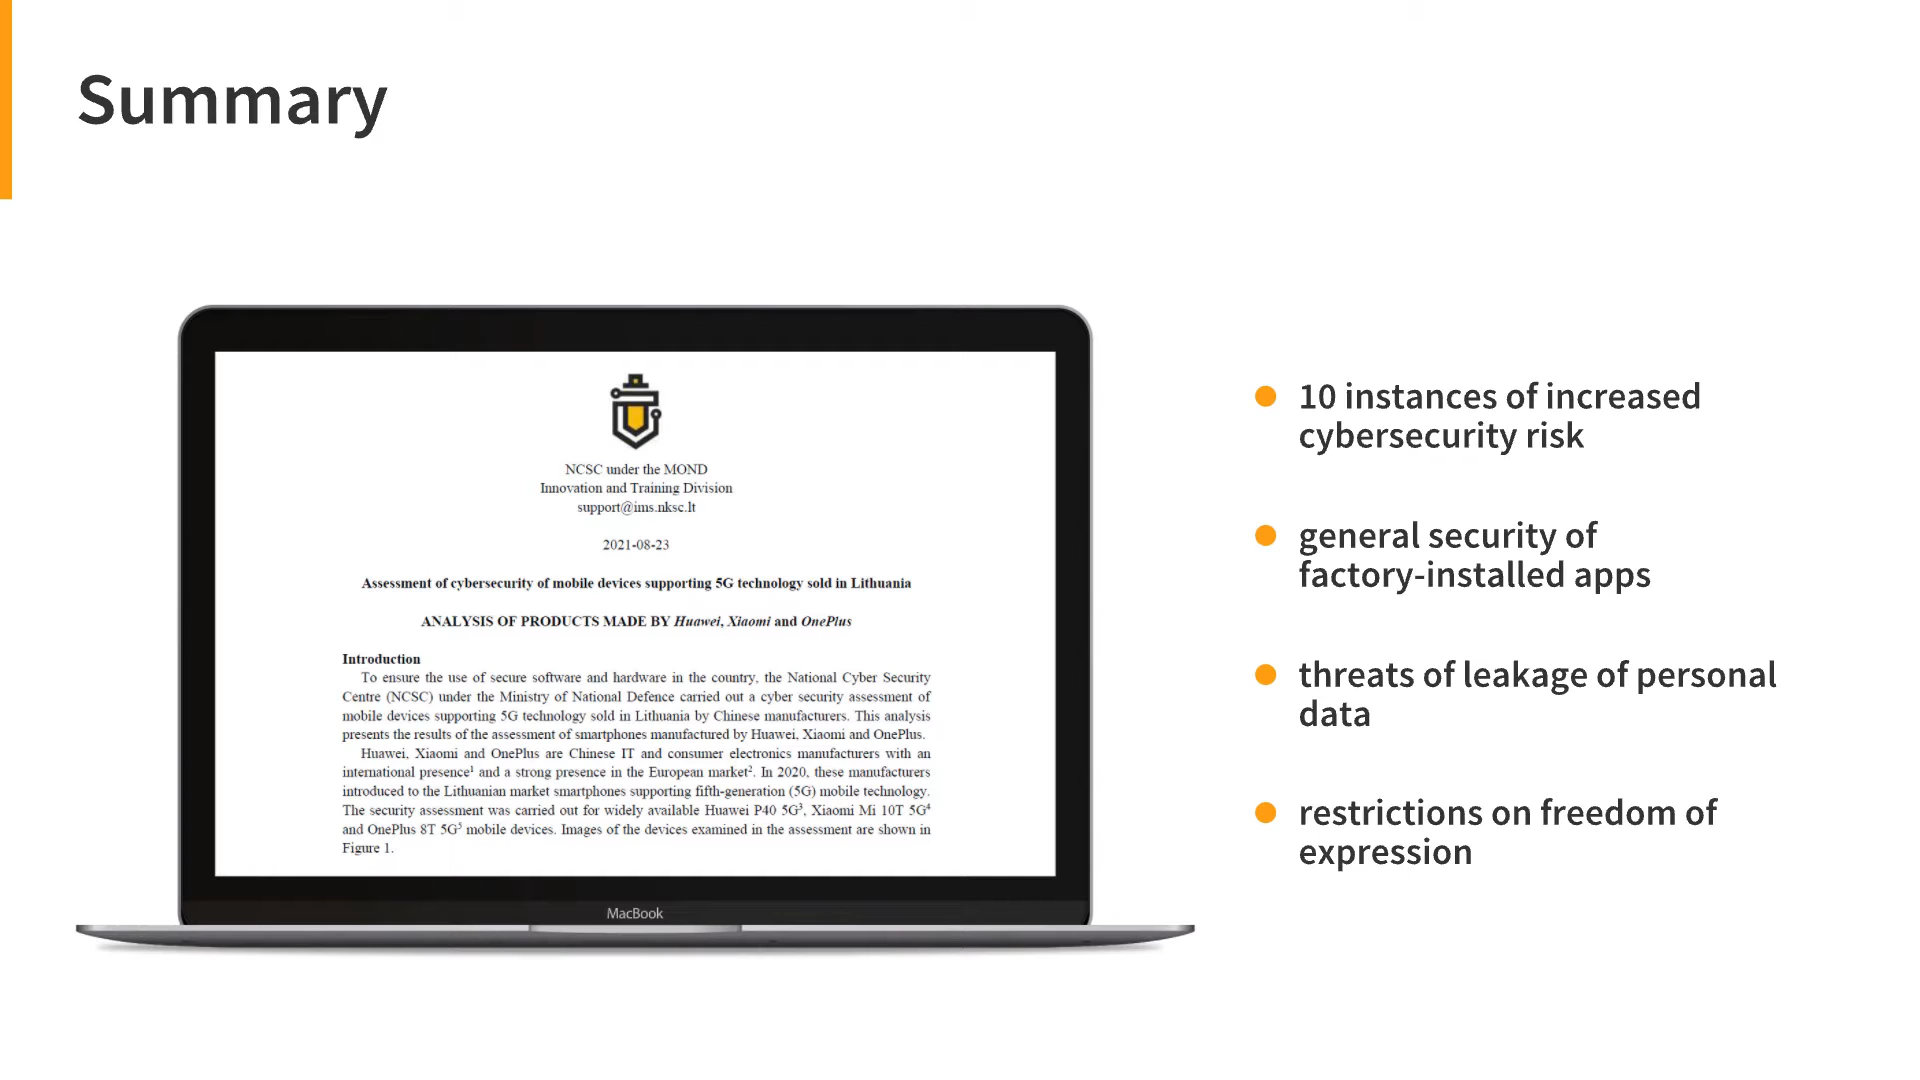 Summary
NCSC under the MOND
Innovation and Training Division
support@ims.nksc.lt
2021-08-23
Assessment of cybersecurity of mobile devices supporting 5G technology sold in Lithuania
ANALYSIS OF PRODUCTS MADE BY Huawei, Xiaomi and OnePlus
Introduction
To ensure the use of secure software and hardware in the country, the National Cyber Security
Centre (NCSC) under the Ministry of National Defence carried out a cyber security assessment of
mobile devices supporting 5G technology sold in Lithuania by Chinese manufacturers. This analysis
presents the results of the assessment of smartphones manufactured by Huawei, Xiaomi and OnePlus.
Huawei, Xiaomi and OnePlus are Chinese IT and consumer electronics manufacturers with an
international presence¹ and a strong presence in the European market². In 2020, these manufacturers
introduced to the Lithuanian market smartphones supporting fifth-generation (5G) mobile technology.
The security assessment was carried out for widely available Huawei P40 5G³, Xiaomi Mi 10T 5G⁴
and OnePlus 8T 5G⁵ mobile devices. Images of the devices examined in the assessment are shown in
Figure 1.
MacBook
10 instances of increased
cybersecurity risk
general security of
factory-installed apps
threats of leakage of personal
data
restrictions on freedom of
expression